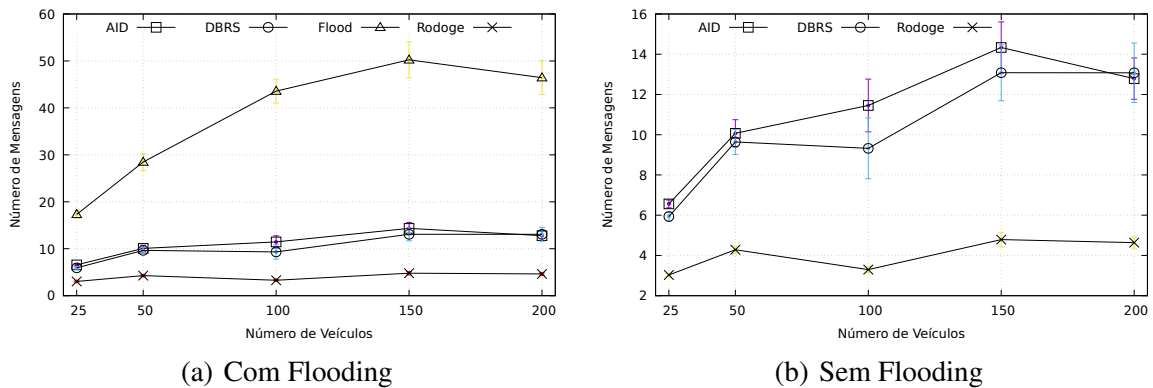 60
50
40
30
20
10
0
AID DBRS Flood Rodoge
Número de Mensagens
25 50 100 150 200
Número de Veículos
(a) Com Flooding
16
14
12
10
8
6
4
2
AID DBRS Rodoge
Número de Mensagens
25 50 100 150 200
Número de Veículos
(b) Sem Flooding